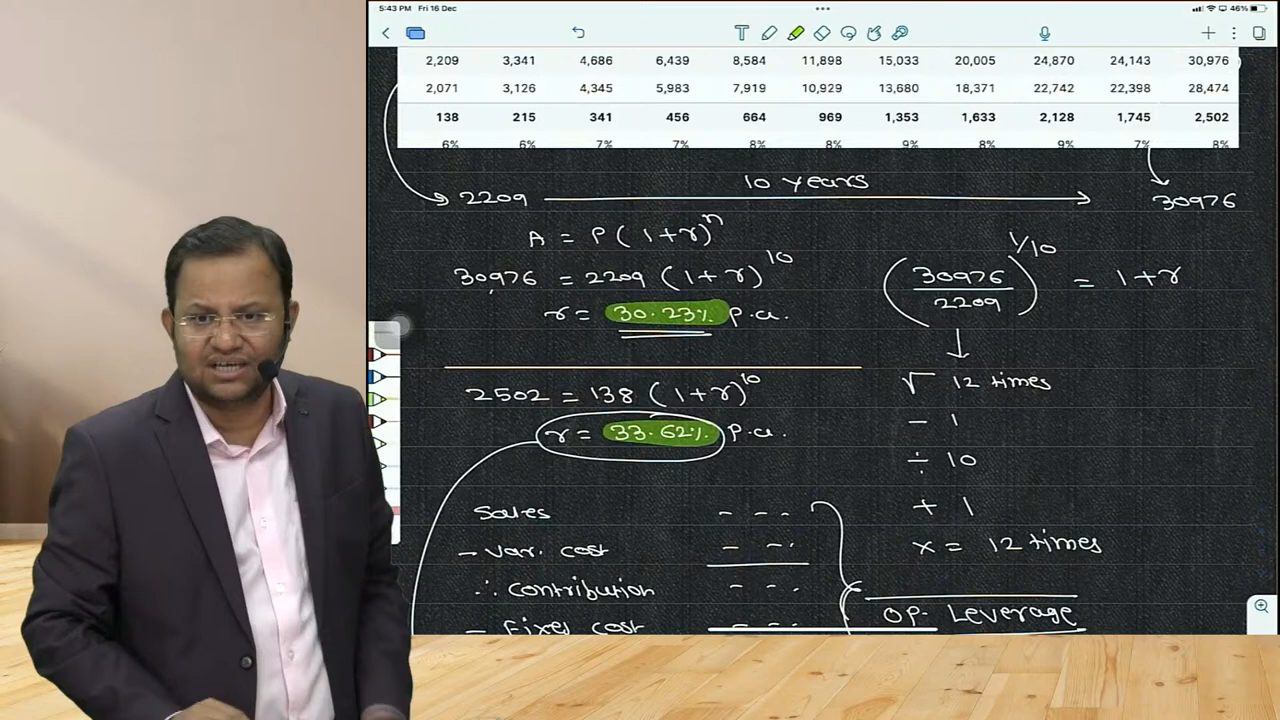 5:43 PM Fri 16 Dec
46%
2,209 3,341 4,686 6,439 8,584 11,898 15,033 20,005 24,870 24,143 30,976
2,071 3,126 4,345 5,983 7,919 10,929 13,680 18,371 22,742 22,398 28,474
138 215 341 456 664 969 1,353 1,633 2,128 1,745 2,502
6% 6% 7% 7% 8% 8% 9% 8% 9% 7% 8%
2209 10 years 30976
A = P(1+r)^n
30976 = 2209 (1+r)^10
r = 30.23% p.a.
(30976/2209)^1/10 = 1+r
2502 = 138 (1+r)^10
r = 33.62% p.a.
√ 12 times
- 1
÷ 10
+ 1
x = 12 times
Sales - - -
- Var. cost - - .
∴ Contribution - - .
- Fixed cost - - .
OP. Leverage